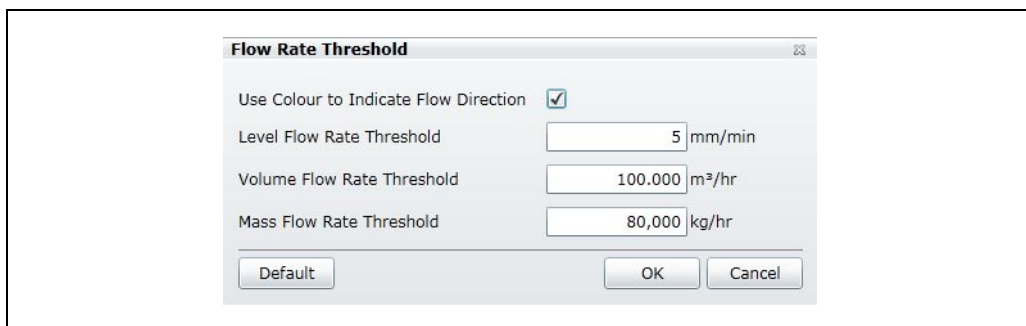 Flow Rate Threshold
Use Colour to Indicate Flow Direction
Level Flow Rate Threshold 5 mm/min
Volume Flow Rate Threshold 100.000 m³/hr
Mass Flow Rate Threshold 80,000 kg/hr
Default OK Cancel